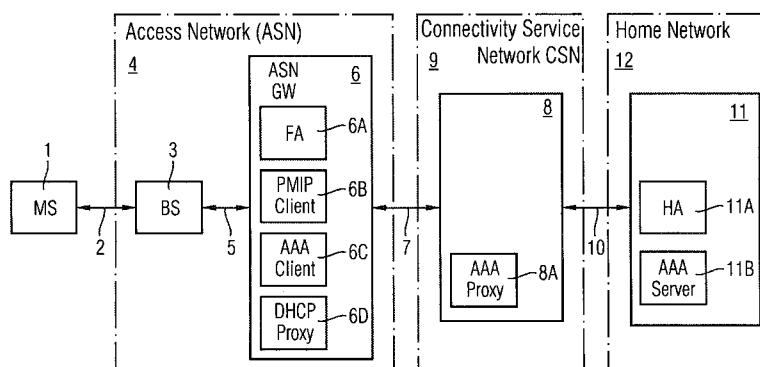 Access Network (ASN)
4
Connectivity Service
Network CSN
9
Home Network
12
ASN
GW
6
FA
6A
PMIP
Client
6B
AAA
Client
6C
DHCP
Proxy
6D
1
MS
2
3
BS
5
7
8
AAA
Proxy
8A
10
11
HA
11A
AAA
Server
11B